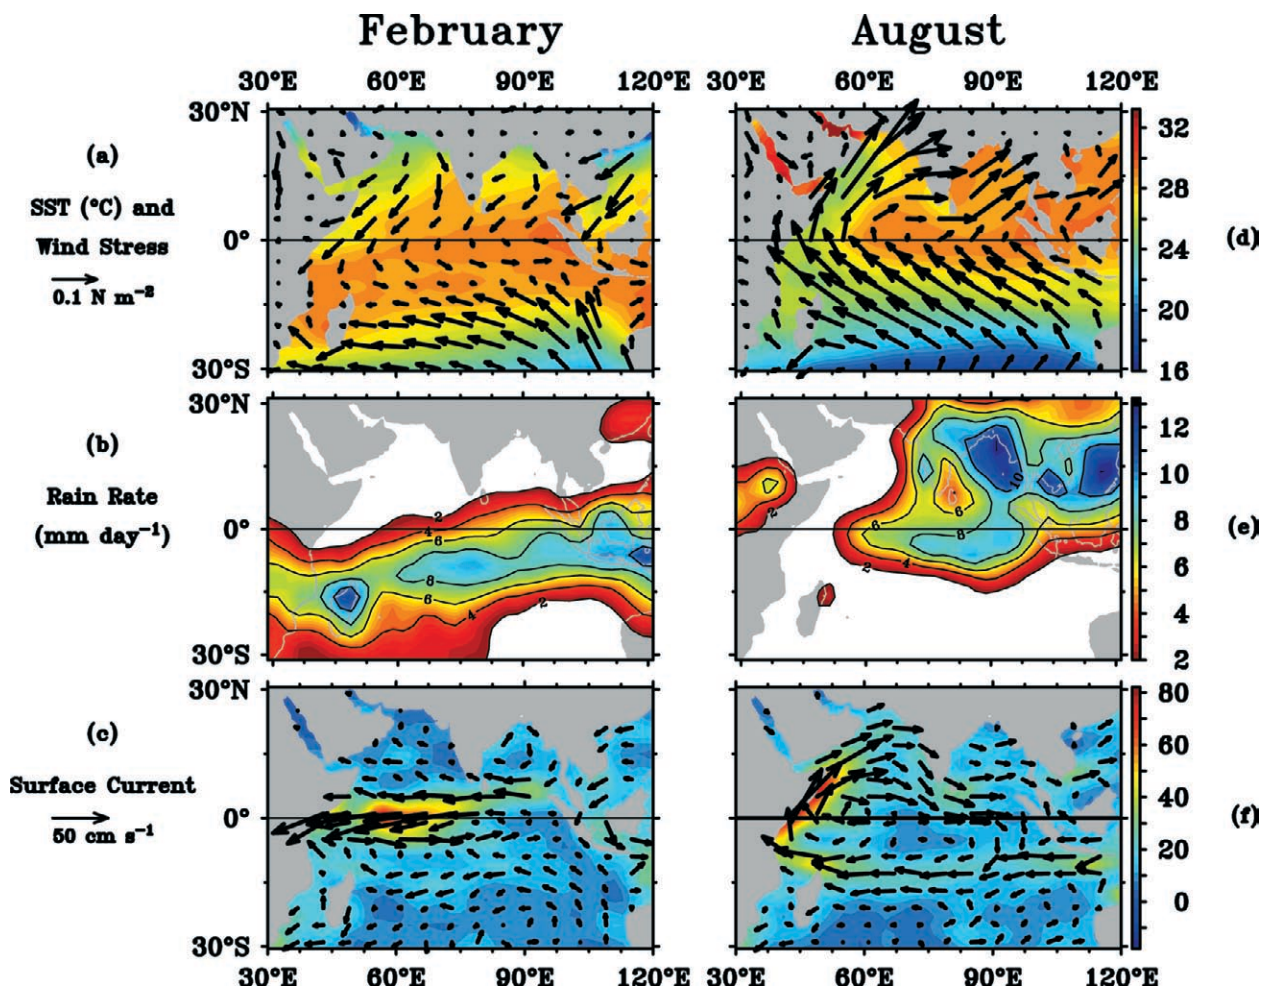 February August
30°E 60°E 90°E 120°E 30°E 60°E 90°E 120°E
30°N
(a)
SST (°C) and
Wind Stress
0.1 N m⁻²
0°
30°S
32
28
24
20
16
(d)
30°N
(b)
Rain Rate
(mm day⁻¹)
0°
30°S
2
4
6
8
6
4
2
2
6
10
6
8
4
2
12
10
8
6
4
2
(e)
30°N
(c)
Surface Current
50 cm s⁻¹
0°
30°S
80
60
40
20
0
(f)
30°E 60°E 90°E 120°E 30°E 60°E 90°E 120°E